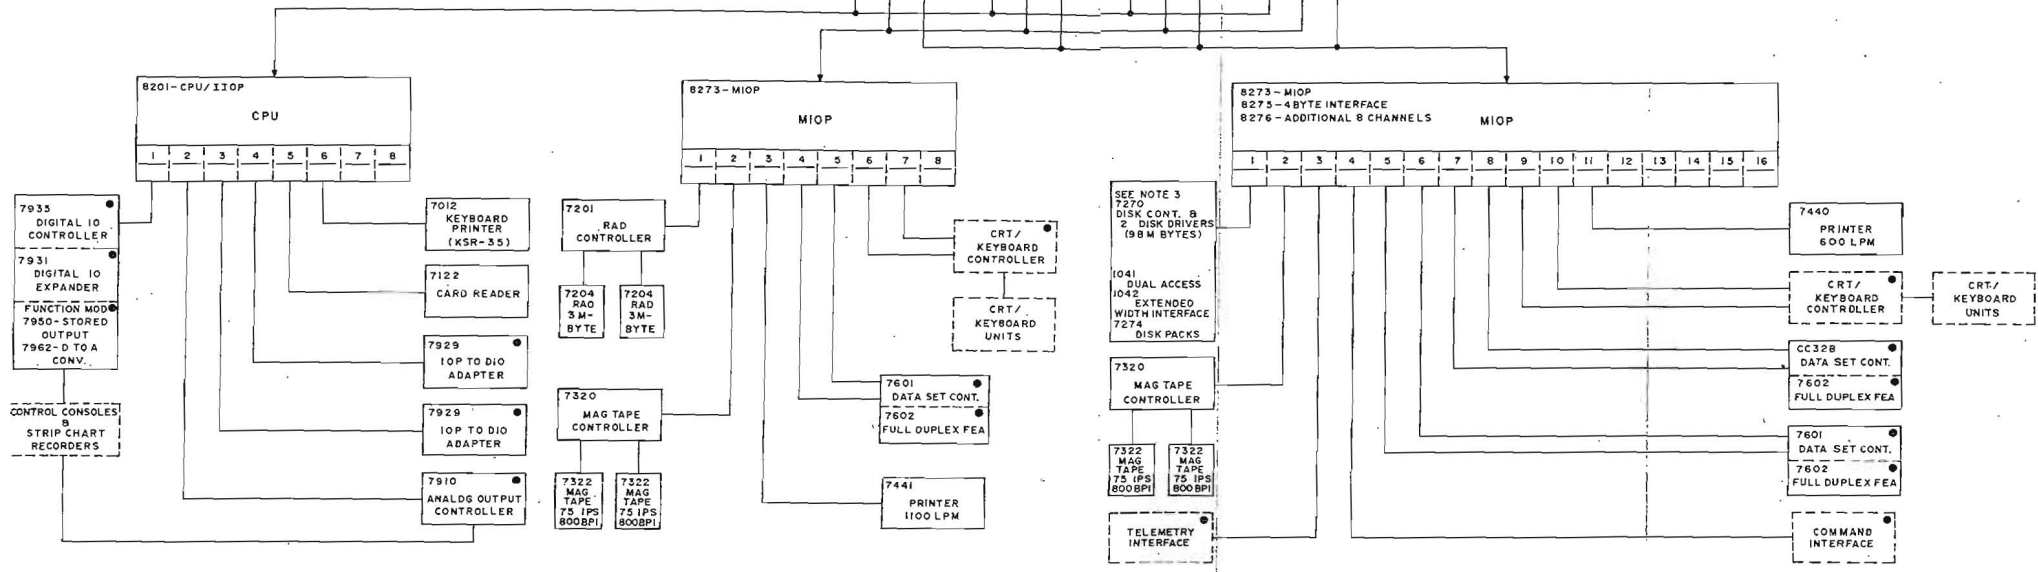 8201-CPU/IIOP
CPU
1 2 3 4 5 6 7 8
7935
DIGITAL IO
CONTROLLER
7931
DIGITAL IO
EXPANDER
FUNCTION MOD
7950-STORED
OUTPUT
7962-D TO A
CONV.
CONTROL CONSOLES
&
STRIP CHART
RECORDERS
7012
KEYBOARD
PRINTER
(KSR-35)
7122
CARD READER
7929
IOP TO DIO
ADAPTER
7929
IOP TO DIO
ADAPTER
7910
ANALOG OUTPUT
CONTROLLER
8273-MIOP
MIOP
1 2 3 4 5 6 7 8
7201
RAD
CONTROLLER
7204
RAD
3M-
BYTE
7204
RAD
3M-
BYTE
7320
MAG TAPE
CONTROLLER
7322
MAG
TAPE
75 IPS
800BPI
7322
MAG
TAPE
75 IPS
800BPI
CRT/
KEYBOARD
CONTROLLER
CRT/
KEYBOARD
UNITS
7601
DATA SET CONT.
7602
FULL DUPLEX FEA
7441
PRINTER
1100 LPM
8273-MIOP
8275-4BYTE INTERFACE
8276-ADDITIONAL 8 CHANNELS
MIOP
1 2 3 4 5 6 7 8 9 10 11 12 13 14 15 16
SEE NOTE 3
7270
DISK CONT. &
2 DISK DRIVERS
(98M BYTES)
1041
DUAL ACCESS
1042
EXTENDED
WIDTH INTERFACE
7274
DISK PACKS
7320
MAG TAPE
CONTROLLER
7322
MAG
TAPE
75 IPS
800BPI
7322
MAG
TAPE
75 IPS
800BPI
TELEMETRY
INTERFACE
7440
PRINTER
600 LPM
CRT/
KEYBOARD
CONTROLLER
CRT/
KEYBOARD
UNITS
CC32B
DATA SET CONT.
7602
FULL DUPLEX FEA
7601
DATA SET CONT.
7602
FULL DUPLEX FEA
COMMAND
INTERFACE